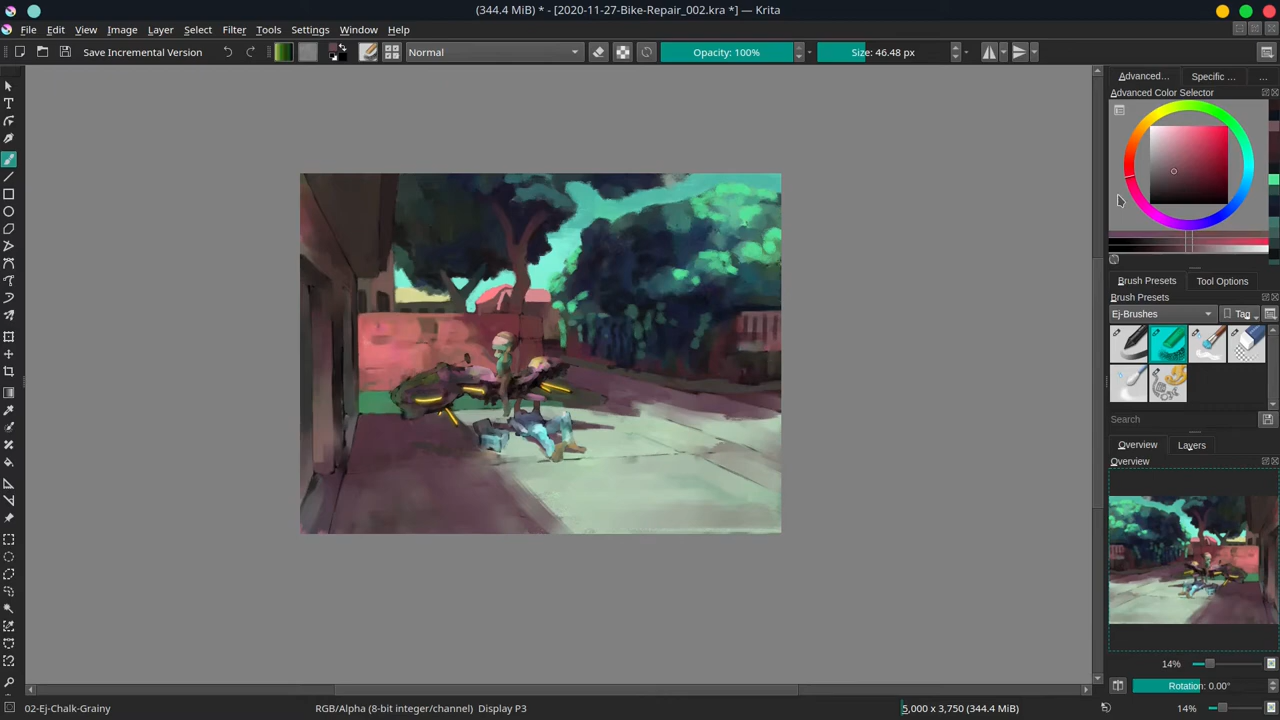 (344.4 MiB) * - [2020-11-27-Bike-Repair_002.kra *] — Krita
File Edit View Image Layer Select Filter Tools Settings Window Help
Save Incremental Version Normal Opacity: 100% Size: 46.48 px
Advanced... Specific ... ...
Advanced Color Selector
Brush Presets Tool Options
Brush Presets
Ej-Brushes Tag
Search
Overview Layers
Overview
14%
Rotation: 0.00°
02-Ej-Chalk-Grainy RGB/Alpha (8-bit integer/channel) Display P3 5,000 x 3,750 (344.4 MiB) 14%